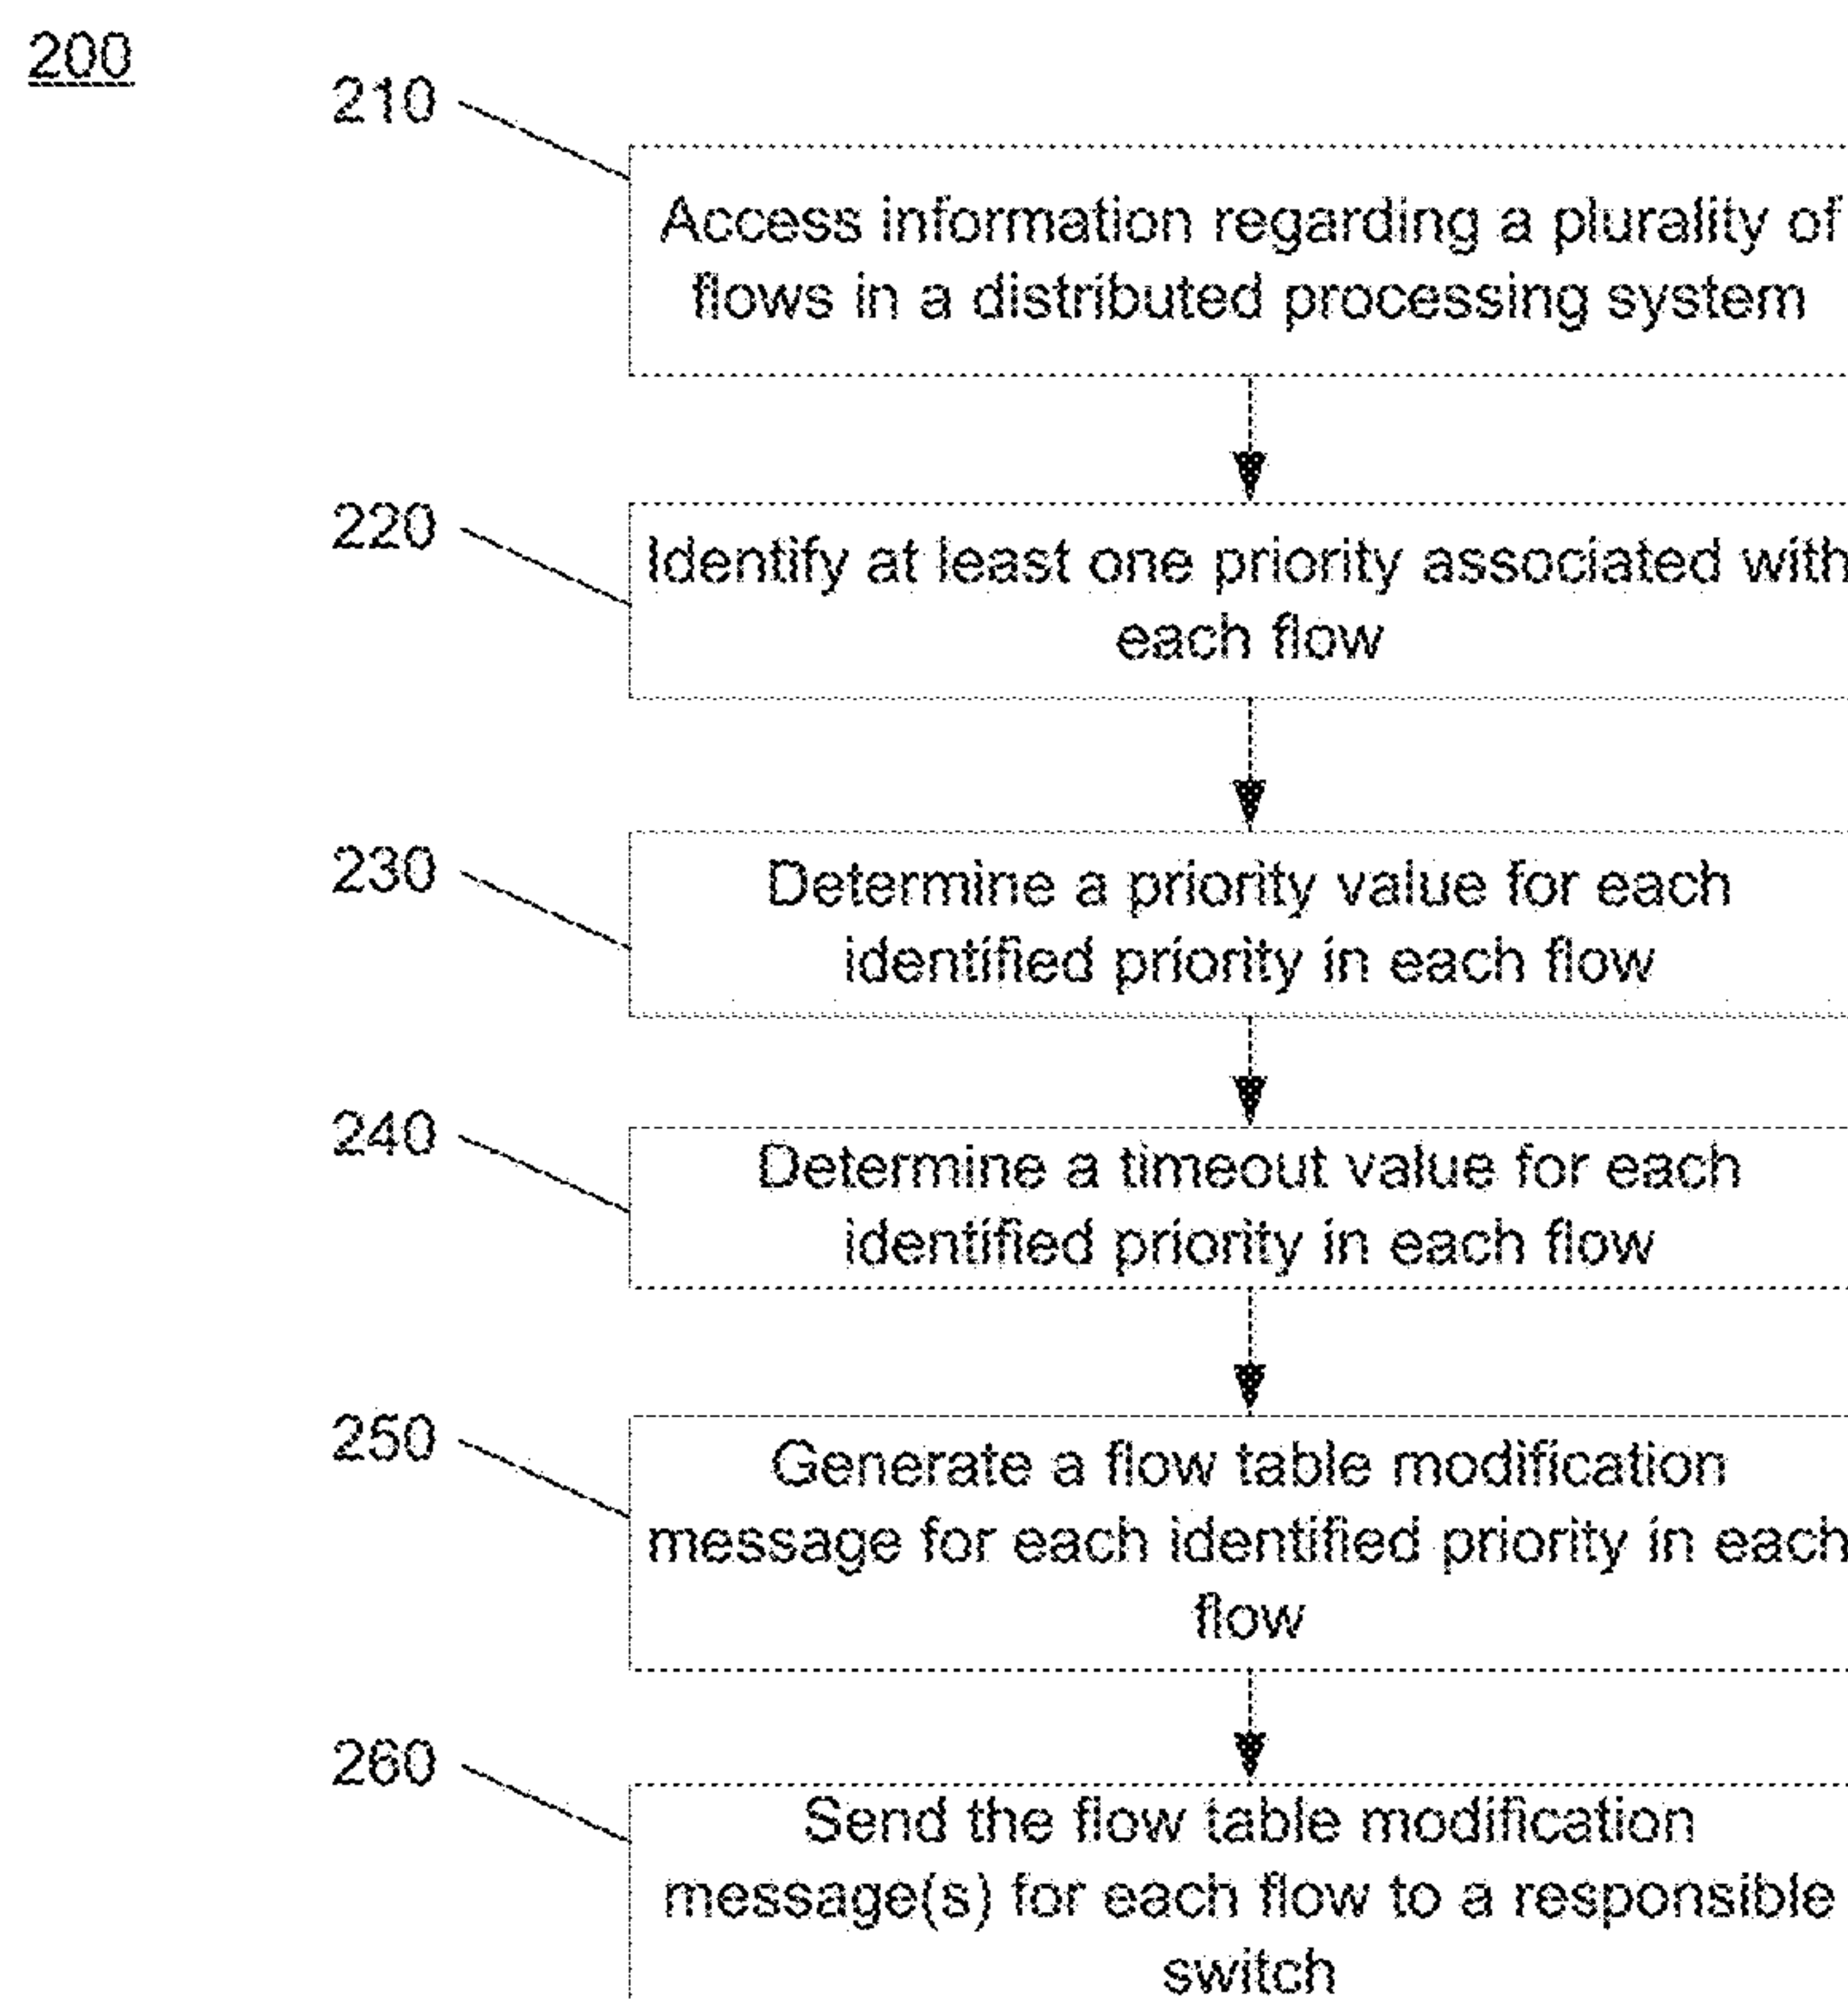 200
210
Access information regarding a plurality of
flows in a distributed processing system
220
Identify at least one priority associated with
each flow
230
Determine a priority value for each
identified priority in each flow
240
Determine a timeout value for each
identified priority in each flow
250
Generate a flow table modification
message for each identified priority in each
flow
260
Send the flow table modification
message(s) for each flow to a responsible
switch